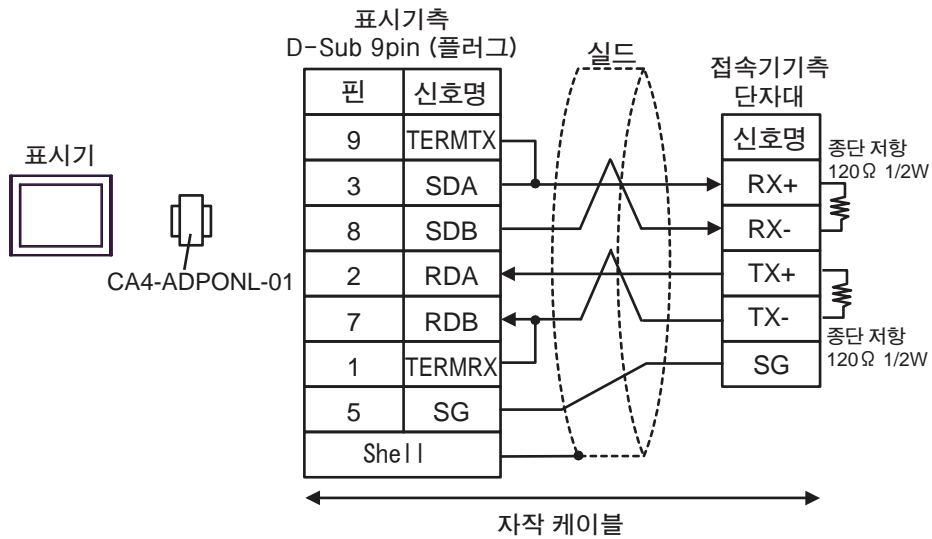 표시기측
D-Sub 9pin (플러그)
실드
접속기기측
단자대
핀 신호명
9 TERMTX
3 SDA
8 SDB
2 RDA
7 RDB
1 TERMRX
5 SG
Shell
신호명
RX+
RX-
TX+
TX-
SG
종단 저항
120Ω 1/2W
종단 저항
120Ω 1/2W
표시기
CA4-ADPONL-01
자작 케이블